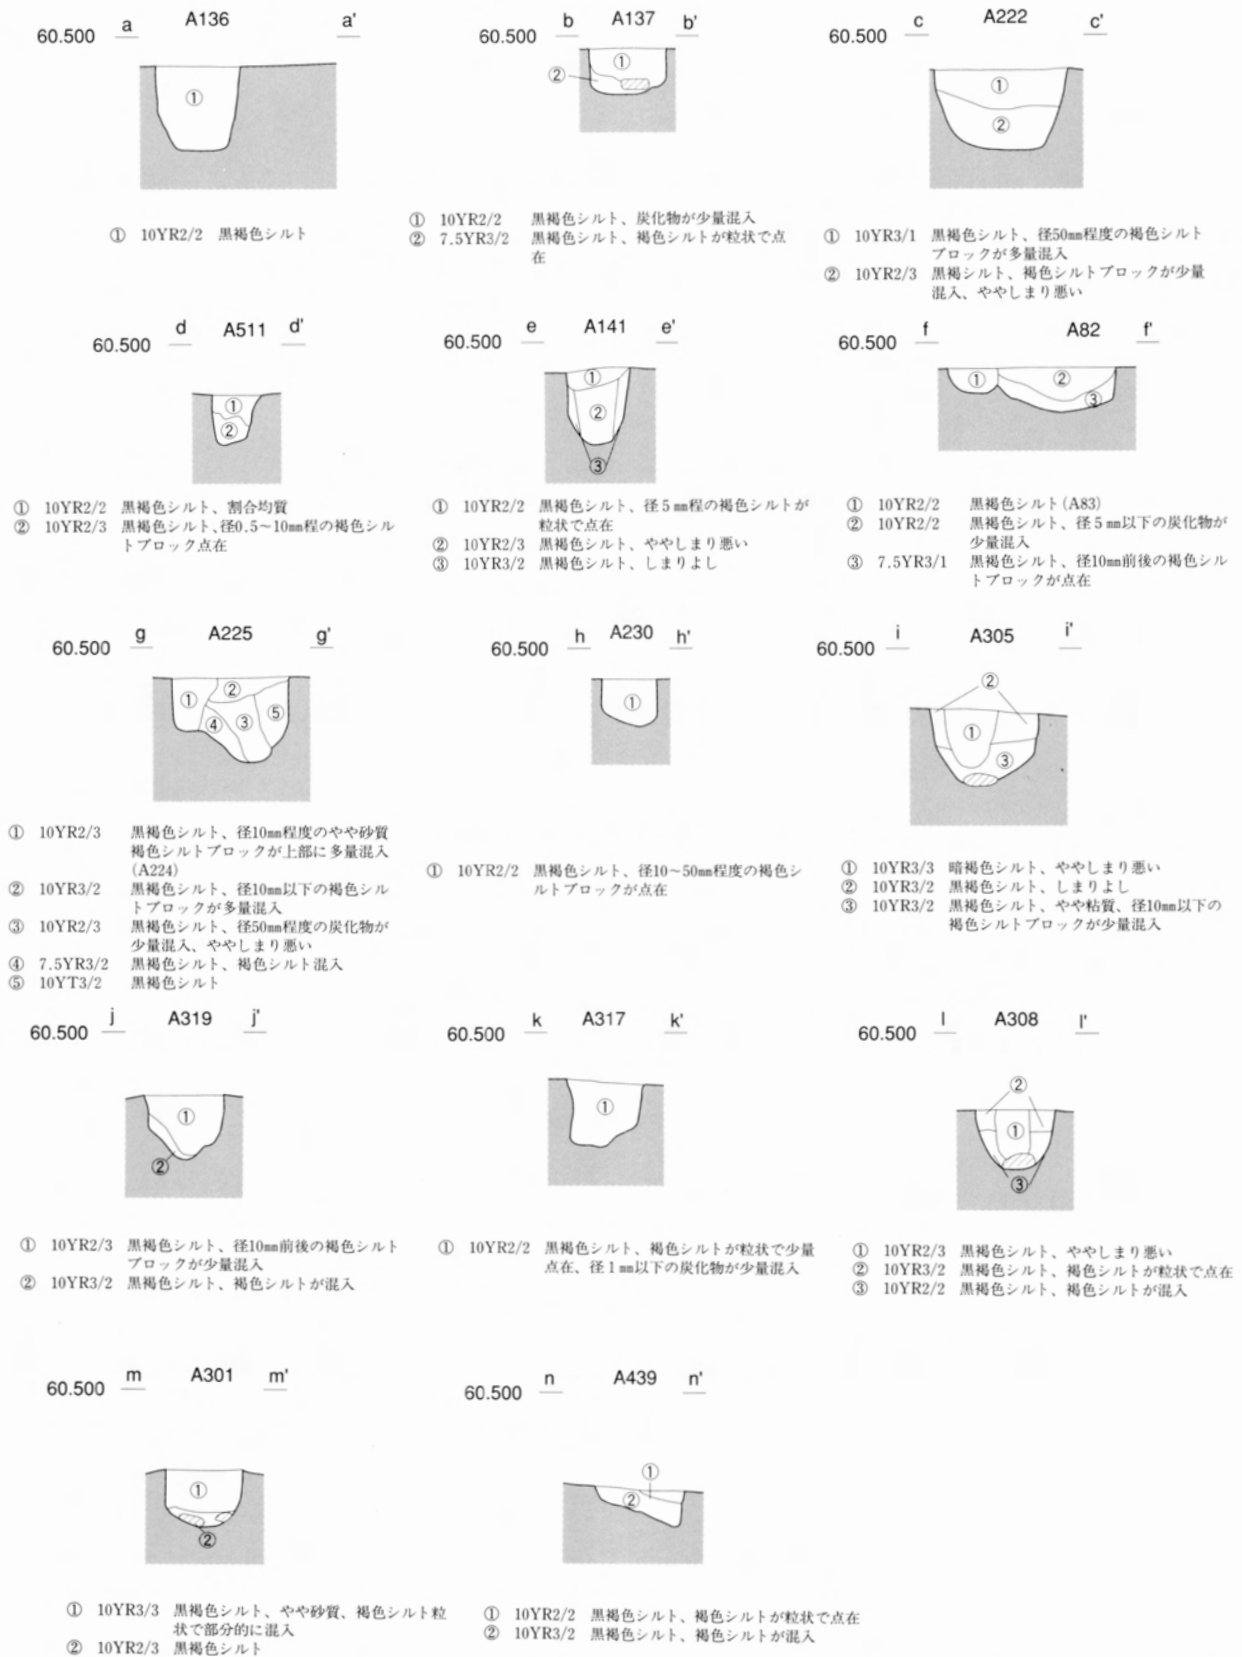 60.500 a A136 a'
①
① 10YR2/2 黒褐色シルト
60.500 b A137 b'
①
②
① 10YR2/2 黒褐色シルト、炭化物が少量混入
② 7.5YR3/2 黒褐色シルト、褐色シルトが粒状で点
在
60.500 c A222 c'
①
②
① 10YR3/1 黒褐色シルト、径50㎜程度の褐色シルト
ブロックが多量混入
② 10YR2/3 黒褐シルト、褐色シルトブロックが少量
混入、ややしまり悪い
60.500 d A511 d'
①
②
① 10YR2/2 黒褐色シルト、割合均質
② 10YR2/3 黒褐色シルト、径0.5～10㎜程の褐色シル
トブロック点在
60.500 e A141 e'
①
②
③
① 10YR2/2 黒褐色シルト、径5㎜程の褐色シルトが
粒状で点在
② 10YR2/3 黒褐色シルト、ややしまり悪い
③ 10YR3/2 黒褐色シルト、しまりよし
60.500 f A82 f'
① ②
③
① 10YR2/2 黒褐色シルト(A83)
② 10YR2/2 黒褐色シルト、径5㎜以下の炭化物が
少量混入
③ 7.5YR3/1 黒褐色シルト、径10㎜前後の褐色シル
トブロックが点在
60.500 g A225 g'
① ② ⑤
④ ③
① 10YR2/3 黒褐色シルト、径10㎜程度のやや砂質
褐色シルトブロックが上部に多量混入
(A224)
② 10YR3/2 黒褐色シルト、径10㎜以下の褐色シル
トブロックが多量混入
③ 10YR2/3 黒褐色シルト、径50㎜程度の炭化物が
少量混入、ややしまり悪い
④ 7.5YR3/2 黒褐色シルト、褐色シルト混入
⑤ 10YT3/2 黒褐色シルト
60.500 h A230 h'
①
① 10YR2/2 黒褐色シルト、径10～50㎜程度の褐色シ
ルトブロックが点在
60.500 i A305 i'
②
①
③
① 10YR3/3 暗褐色シルト、ややしまり悪い
② 10YR3/2 黒褐色シルト、しまりよし
③ 10YR3/2 黒褐色シルト、やや粘質、径10㎜以下の
褐色シルトブロックが少量混入
60.500 j A319 j'
①
②
① 10YR2/3 黒褐色シルト、径10㎜前後の褐色シルト
ブロックが少量混入
② 10YR3/2 黒褐色シルト、褐色シルトが混入
60.500 k A317 k'
①
① 10YR2/2 黒褐色シルト、褐色シルトが粒状で少量
点在、径1㎜以下の炭化物が少量混入
60.500 l A308 l'
②
①
③
① 10YR2/3 黒褐色シルト、ややしまり悪い
② 10YR3/2 黒褐色シルト、褐色シルトが粒状で点在
③ 10YR2/2 黒褐色シルト、褐色シルトが混入
60.500 m A301 m'
①
②
① 10YR3/3 黒褐色シルト、やや砂質、褐色シルト粒
状で部分的に混入
② 10YR2/3 黒褐色シルト
60.500 n A439 n'
①
②
① 10YR2/2 黒褐色シルト、褐色シルトが粒状で点在
② 10YR3/2 黒褐色シルト、褐色シルトが混入